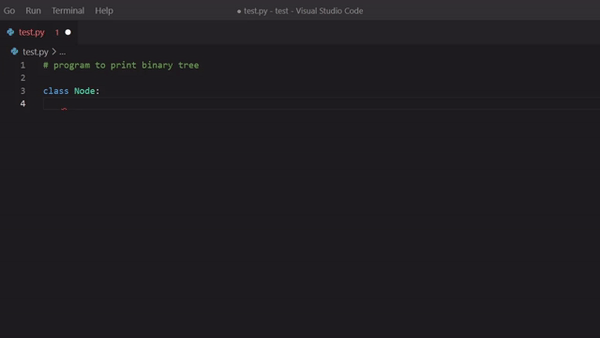 Go Run Terminal Help ● test.py - test - Visual Studio Code
test.py 1 ●
test.py > ...
1 # program to print binary tree
2
3 class Node:
4